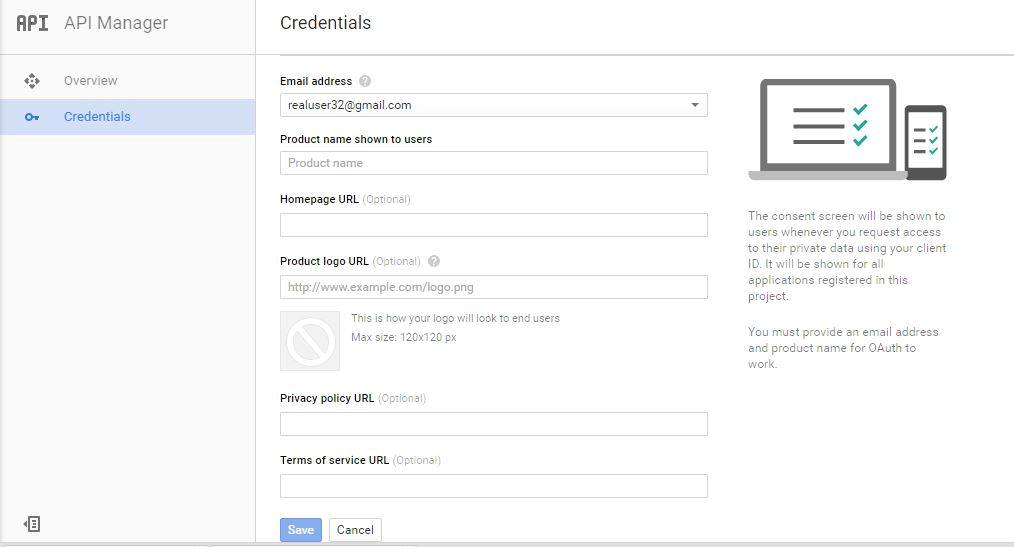 API API Manager
Credentials
Overview
Credentials
Email address ?
realuser32@gmail.com
Product name shown to users
Product name
Homepage URL (Optional)
Product logo URL (Optional) ?
http://www.example.com/logo.png
This is how your logo will look to end users
Max size: 120x120 px
Privacy policy URL (Optional)
Terms of service URL (Optional)
Save Cancel
The consent screen will be shown to
users whenever you request access
to their private data using your client
ID. It will be shown for all
applications registered in this
project.
You must provide an email address
and product name for OAuth to
work.